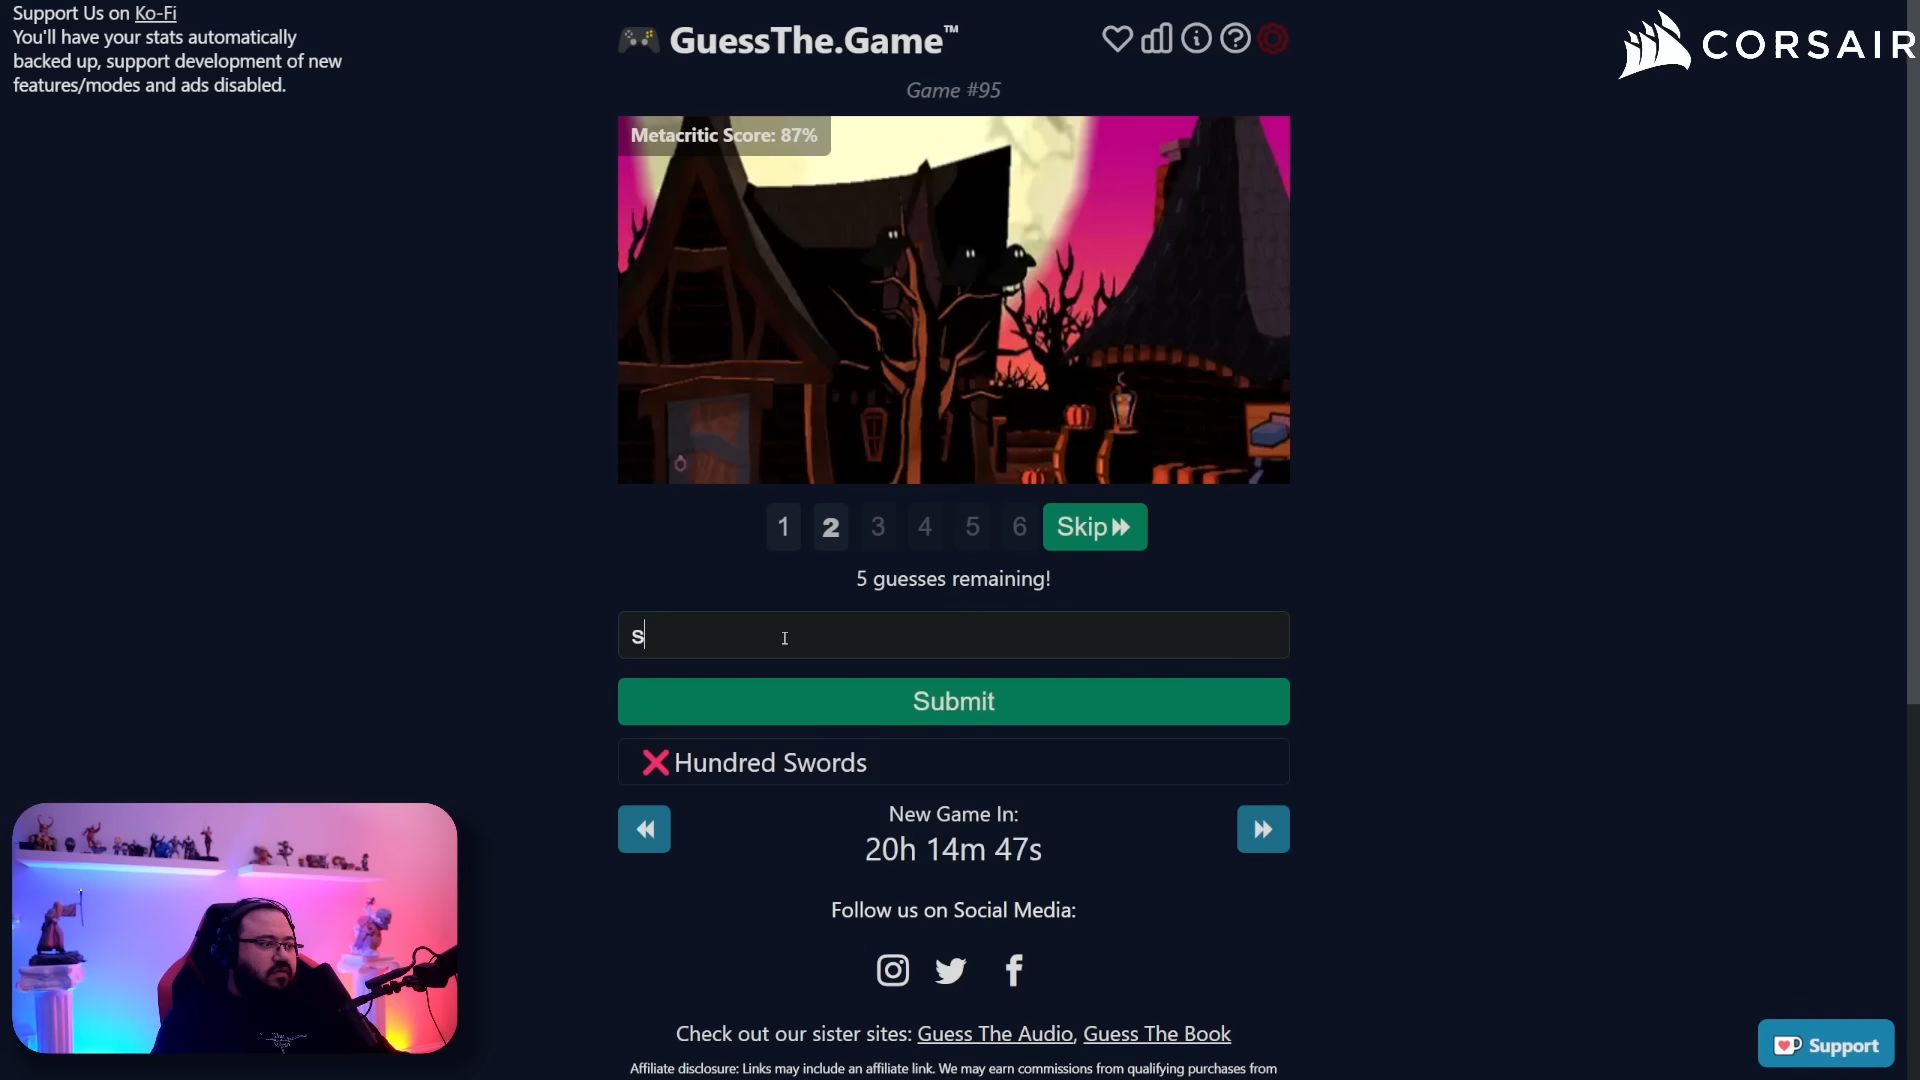 Support Us on Ko-Fi
You'll have your stats automatically
backed up, support development of new
features/modes and ads disabled.
GuessThe.Game™
CORSAIR
Game #95
Metacritic Score: 87%
1 2 3 4 5 6 Skip
5 guesses remaining!
s
Submit
Hundred Swords
New Game In:
20h 14m 47s
Follow us on Social Media:
Check out our sister sites: Guess The Audio, Guess The Book
Affiliate disclosure: Links may include an affiliate link. We may earn commissions from qualifying purchases from
Support